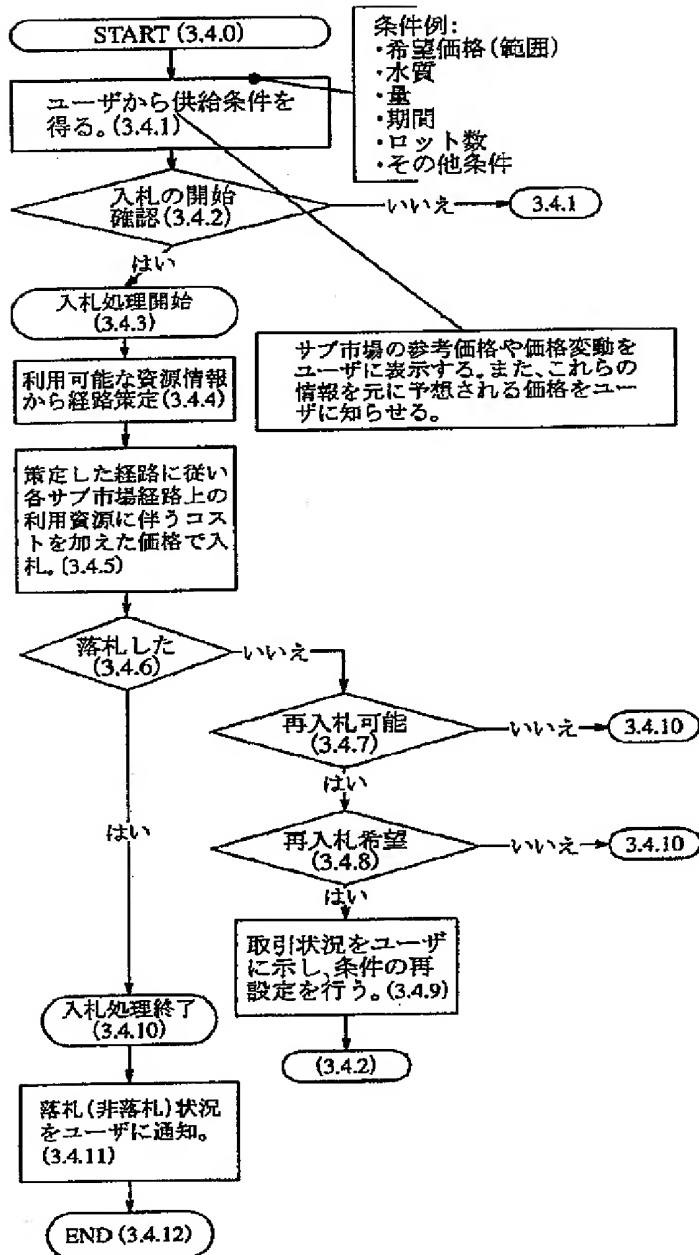 START (3.4.0)
条件例:
・希望価格(範囲)
・水質
・量
・期間
・ロット数
・その他条件
ユーザから供給条件を
得る。(3.4.1)
入札の開始
確認(3.4.2)
いいえ
3.4.1
はい
入札処理開始
(3.4.3)
サブ市場の参考価格や価格変動を
ユーザに表示する。また、これらの
情報を元に予想される価格をユー
ザに知らせる。
利用可能な資源情報
から経路策定(3.4.4)
策定した経路に従い
各サブ市場経路上の
利用資源に伴うコス
トを加えた価格で入
札。(3.4.5)
落札した
(3.4.6)
いいえ
再入札可能
(3.4.7)
いいえ
3.4.10
はい
はい
再入札希望
(3.4.8)
いいえ
3.4.10
はい
取引状況をユーザ
に示し、条件の再
設定を行う。(3.4.9)
入札処理終了
(3.4.10)
(3.4.2)
落札(非落札)状況
をユーザに通知。
(3.4.11)
END (3.4.12)